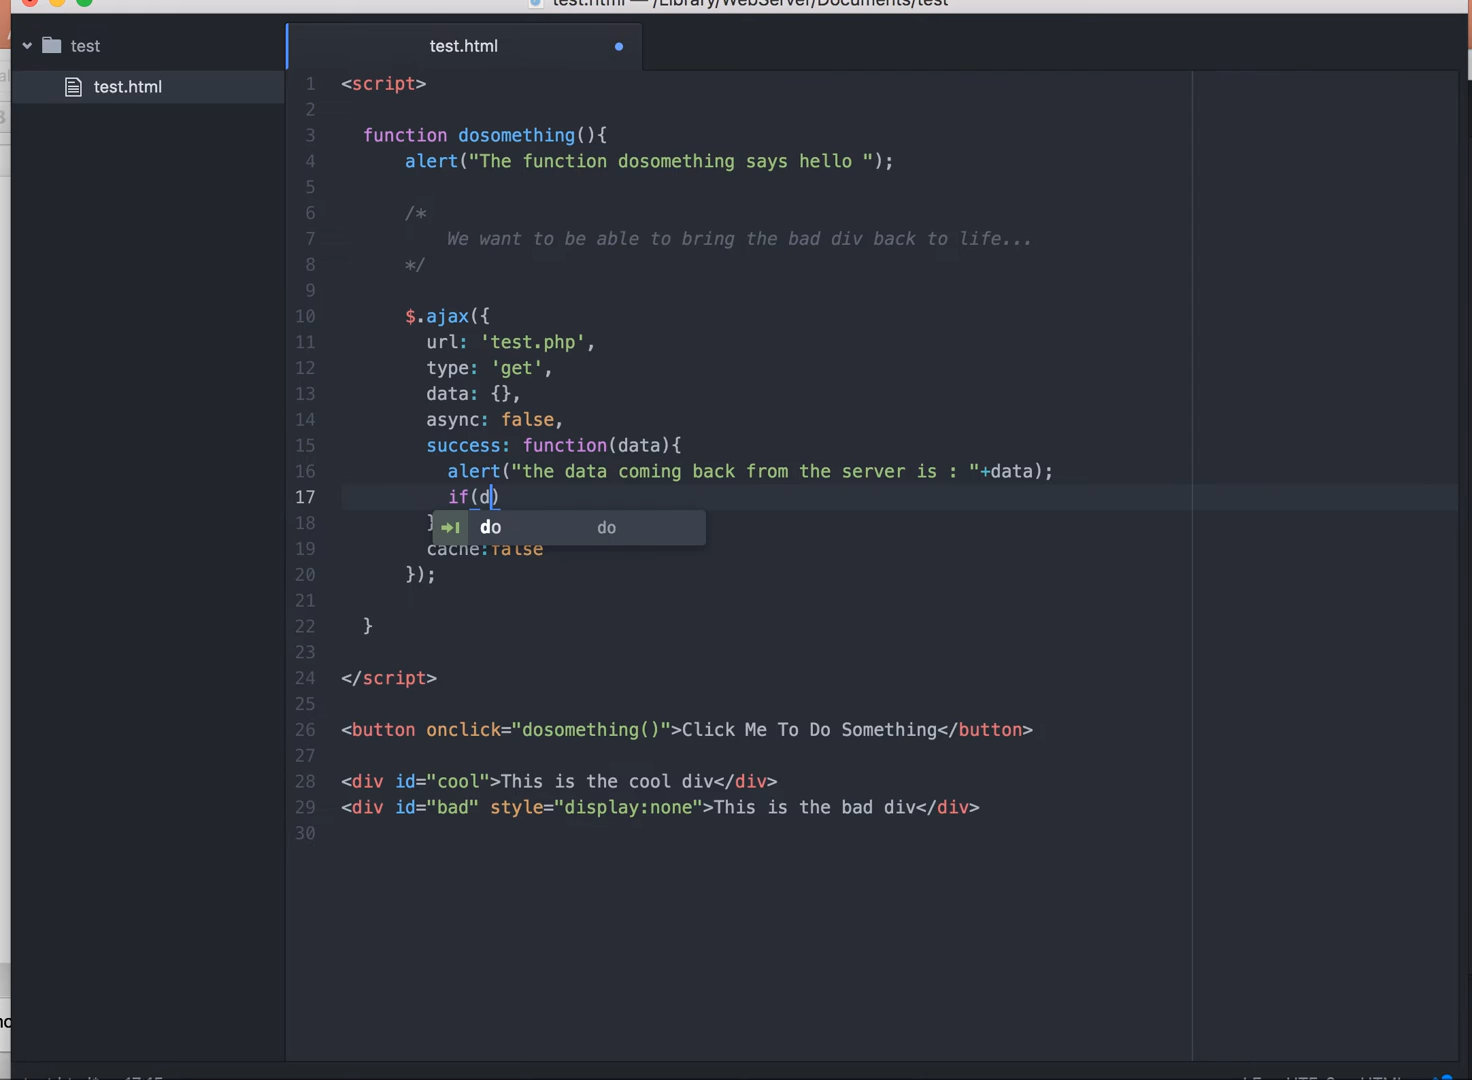 test.html — /Library/WebServer/Documents/test
test
test.html
test.html
1 <script>
2
3 function dosomething(){
4 alert("The function dosomething says hello ");
5
6 /*
7 We want to be able to bring the bad div back to life...
8 */
9
10 $.ajax({
11 url: 'test.php',
12 type: 'get',
13 data: {},
14 async: false,
15 success: function(data){
16 alert("the data coming back from the server is : "+data);
17 if(d)
18 }
do do
19 cache:false
20 });
21
22 }
23
24 </script>
25
26 <button onclick="dosomething()">Click Me To Do Something</button>
27
28 <div id="cool">This is the cool div</div>
29 <div id="bad" style="display:none">This is the bad div</div>
30